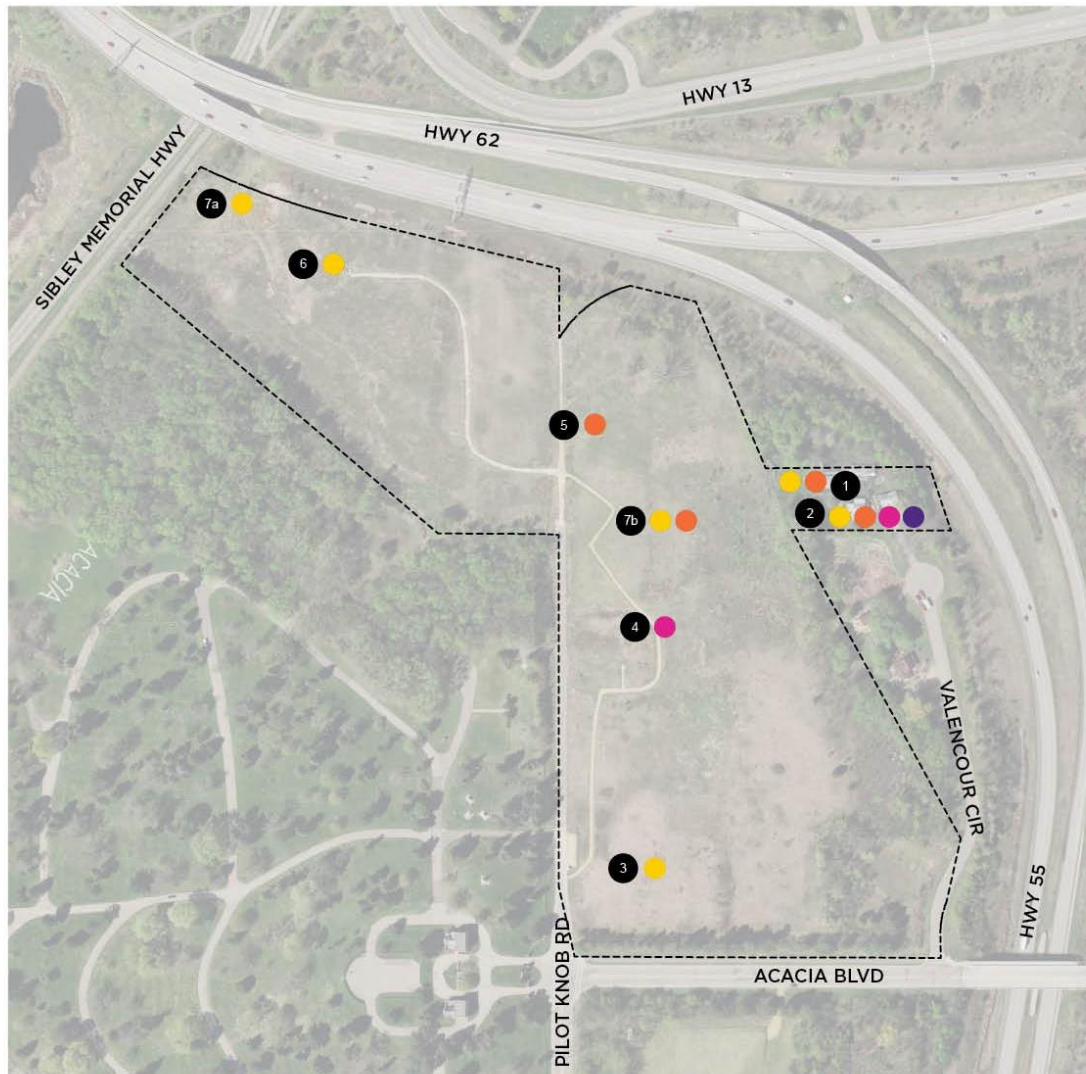 HWY 13
HWY 62
SIBLEY MEMORIAL HWY
7a
6
5
1
2
7b
ACACIA
4
VALENCOUR CIR
3
HWY 55
PILOT KNOB RD
ACACIA BLVD